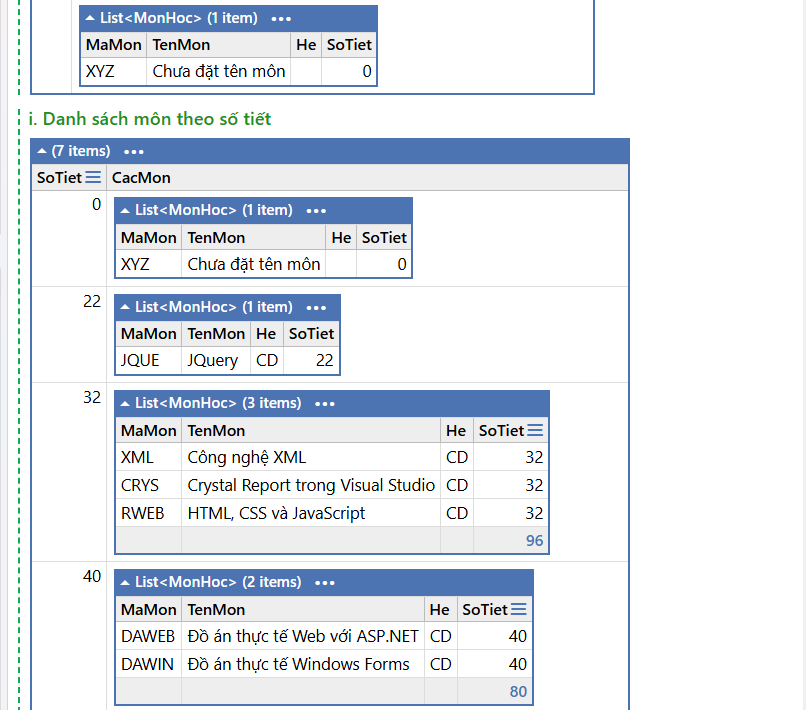 List<MonHoc> (1 item) •••
MaMon TenMon He SoTiet
XYZ Chưa đặt tên môn 0
i. Danh sách môn theo số tiết
(7 items) •••
SoTiet CacMon
0 List<MonHoc> (1 item) •••
MaMon TenMon He SoTiet
XYZ Chưa đặt tên môn 0
22 List<MonHoc> (1 item) •••
MaMon TenMon He SoTiet
JQUE JQuery CD 22
32 List<MonHoc> (3 items) •••
MaMon TenMon He SoTiet
XML Công nghệ XML CD 32
CRYS Crystal Report trong Visual Studio CD 32
RWEB HTML, CSS và JavaScript CD 32
96
40 List<MonHoc> (2 items) •••
MaMon TenMon He SoTiet
DAWEB Đồ án thực tế Web với ASP.NET CD 40
DAWIN Đồ án thực tế Windows Forms CD 40
80